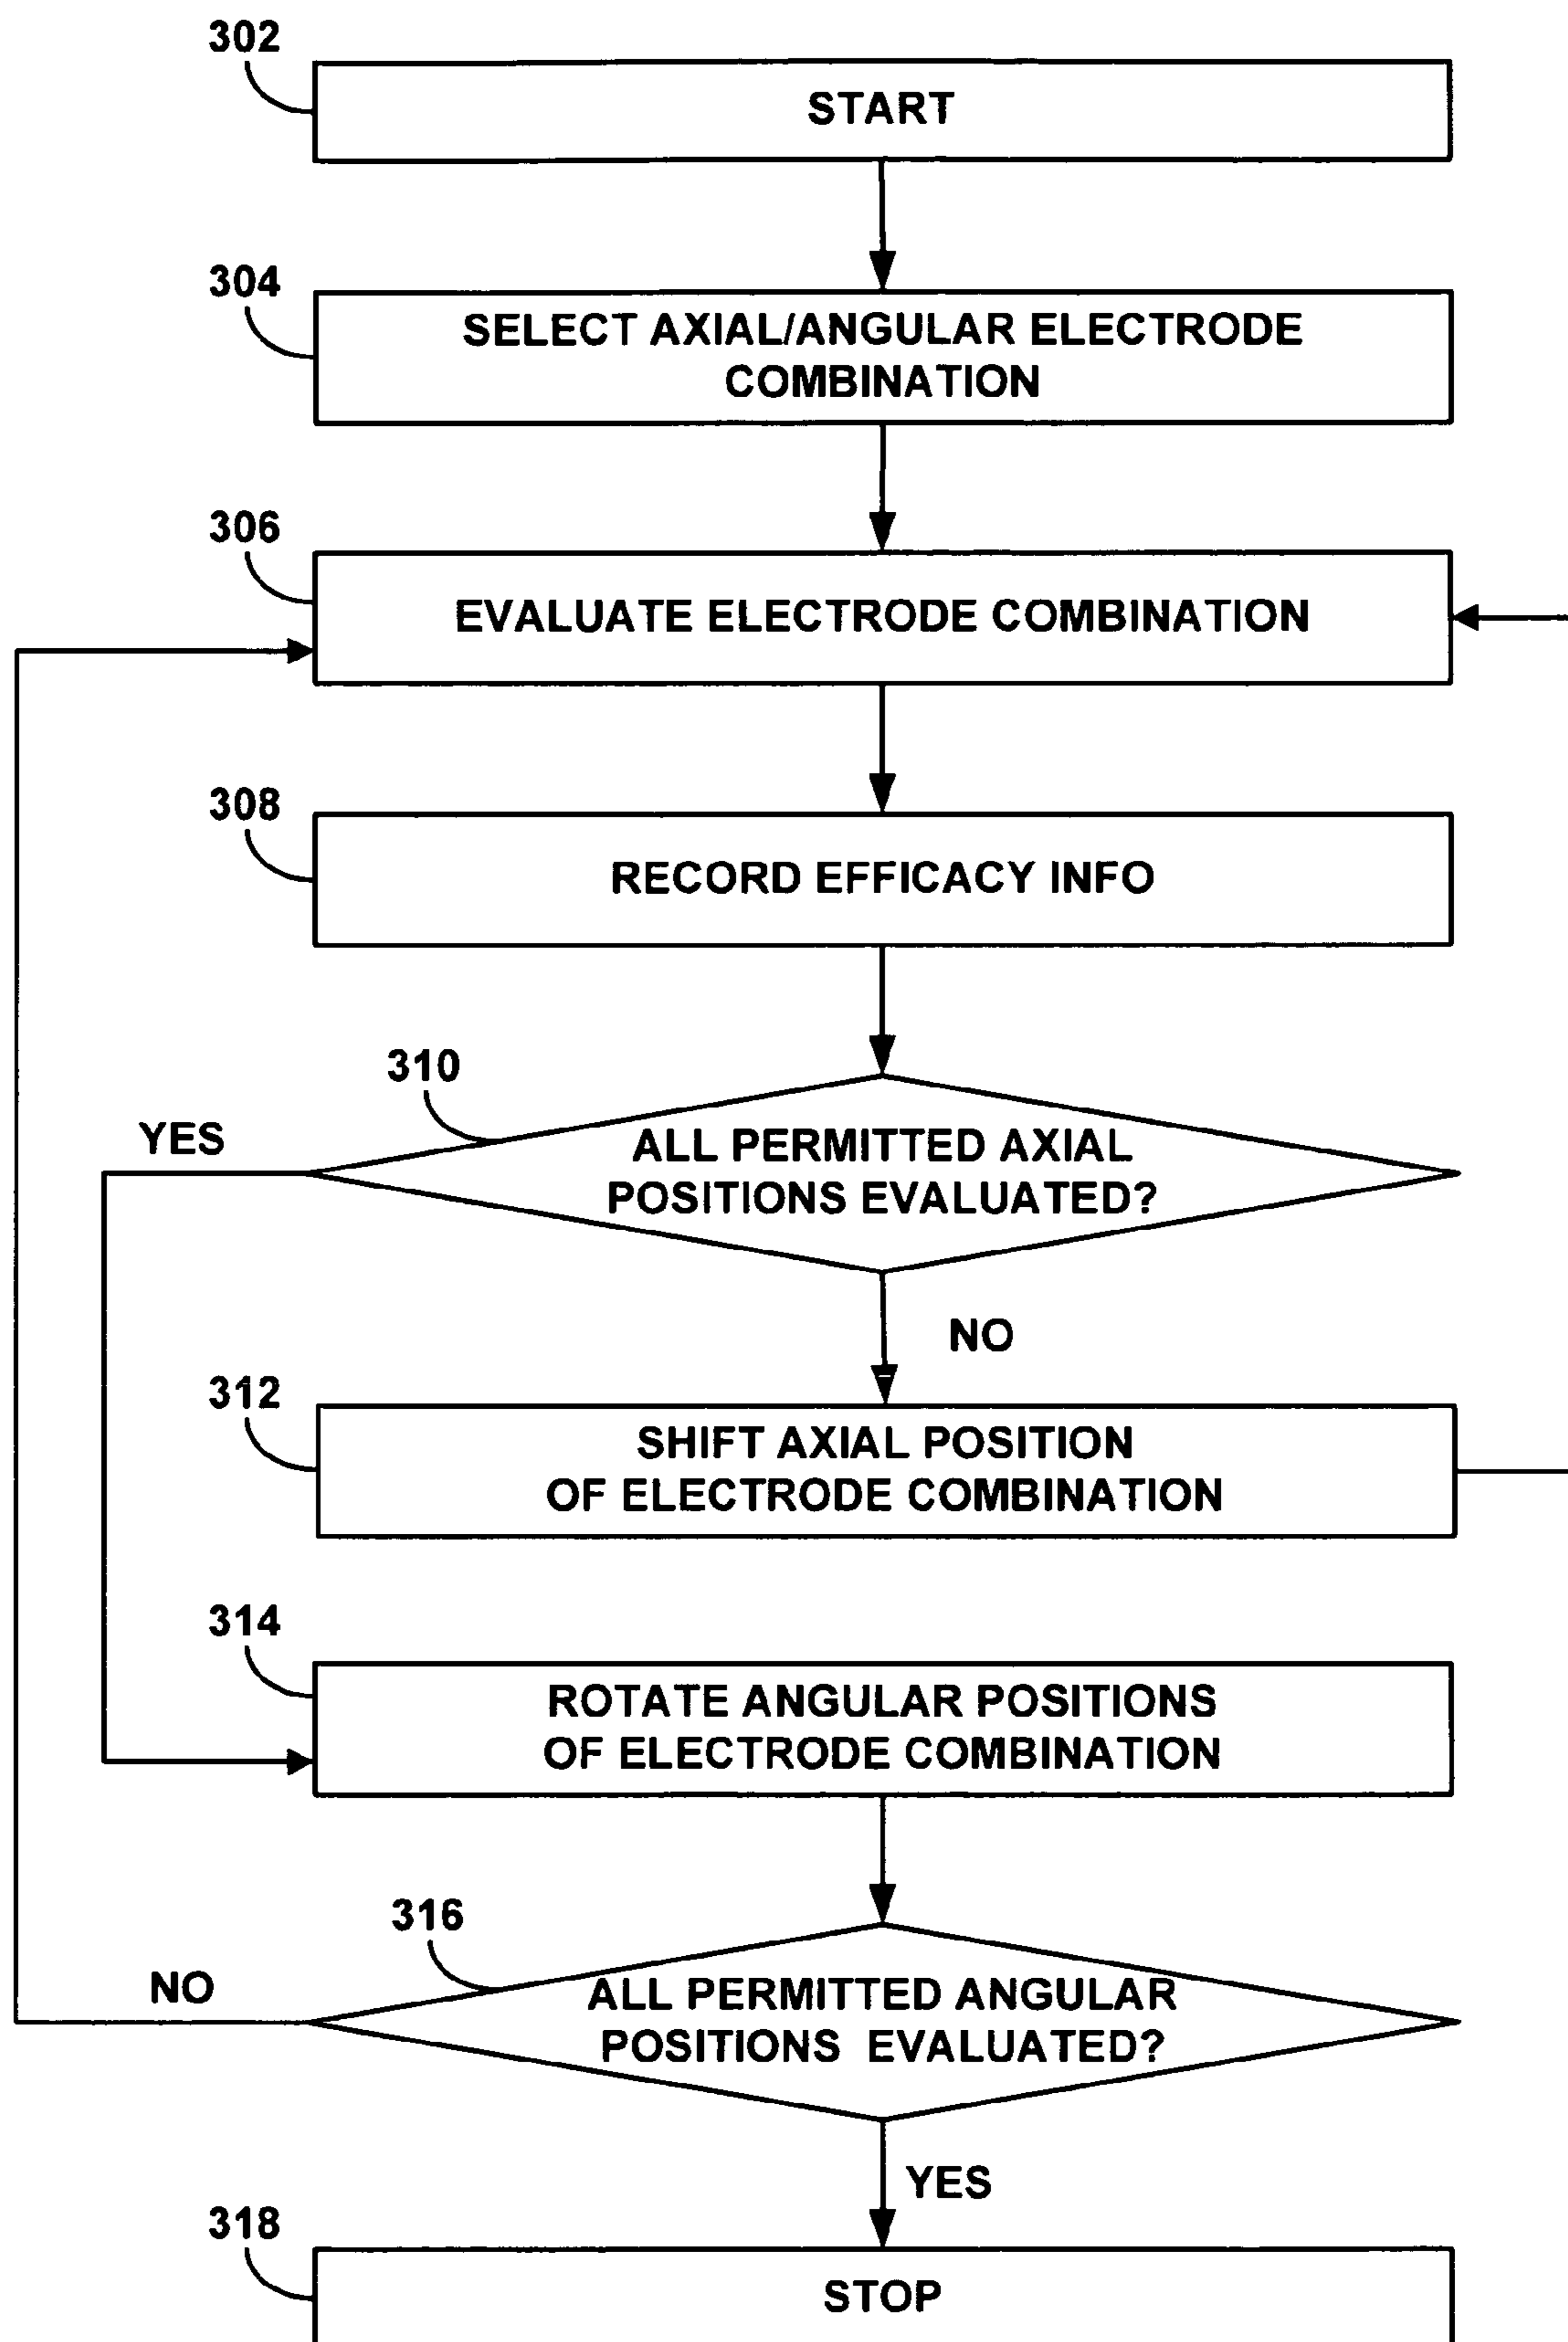 302
START
304
SELECT AXIAL/ANGULAR ELECTRODE
COMBINATION
306
EVALUATE ELECTRODE COMBINATION
308
RECORD EFFICACY INFO
310
YES
ALL PERMITTED AXIAL
POSITIONS EVALUATED?
NO
312
SHIFT AXIAL POSITION
OF ELECTRODE COMBINATION
314
ROTATE ANGULAR POSITIONS
OF ELECTRODE COMBINATION
316
NO
ALL PERMITTED ANGULAR
POSITIONS EVALUATED?
YES
318
STOP